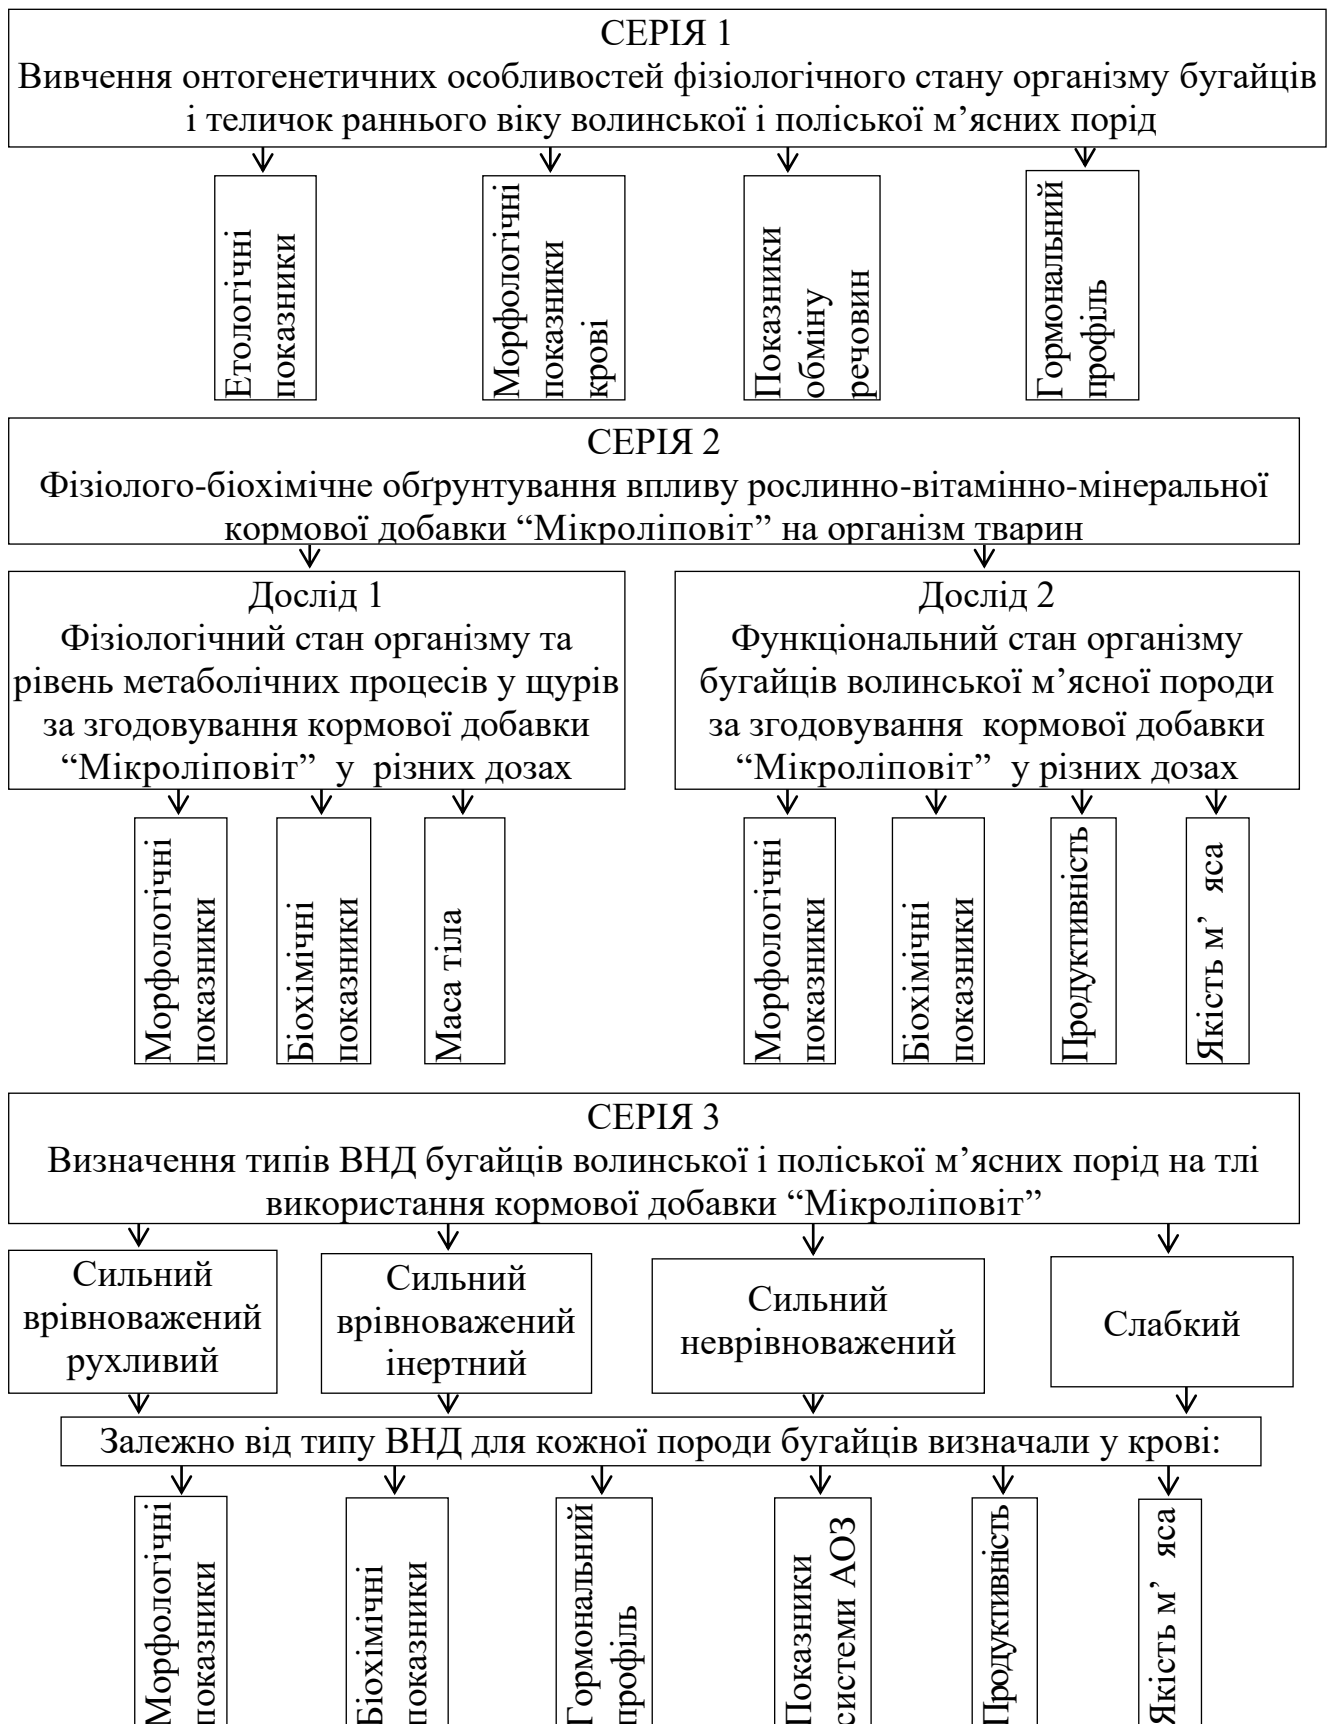 СЕРІЯ 1
Вивчення онтогенетичних особливостей фізіологічного стану організму бугайців
і теличок раннього віку волинської і поліської м’ясних порід
Етологічні
показники
Морфологічні
показники
крові
Показники
обміну
речовин
Гормональний
профіль
СЕРІЯ 2
Фізіолого-біохімічне обґрунтування впливу рослинно-вітамінно-мінеральної
кормової добавки “Мікроліповіт” на організм тварин
Дослід 1
Фізіологічний стан організму та
рівень метаболічних процесів у щурів
за згодовування кормової добавки
“Мікроліповіт” у різних дозах
Дослід 2
Функціональний стан організму
бугайців волинської м’ясної породи
за згодовування кормової добавки
“Мікроліповіт” у різних дозах
Морфологічні
показники
Біохімічні
показники
Маса тіла
Морфологічні
показники
Біохімічні
показники
Продуктивність
Якість м’ яса
СЕРІЯ 3
Визначення типів ВНД бугайців волинської і поліської м’ясних порід на тлі
використання кормової добавки “Мікроліповіт”
Сильний
врівноважений
рухливий
Сильний
врівноважений
інертний
Сильний
неврівноважений
Слабкий
Залежно від типу ВНД для кожної породи бугайців визначали у крові:
Морфологічні
показники
Біохімічні
показники
Гормональний
профіль
Показники
системи АОЗ
Продуктивність
Якість м’ яса